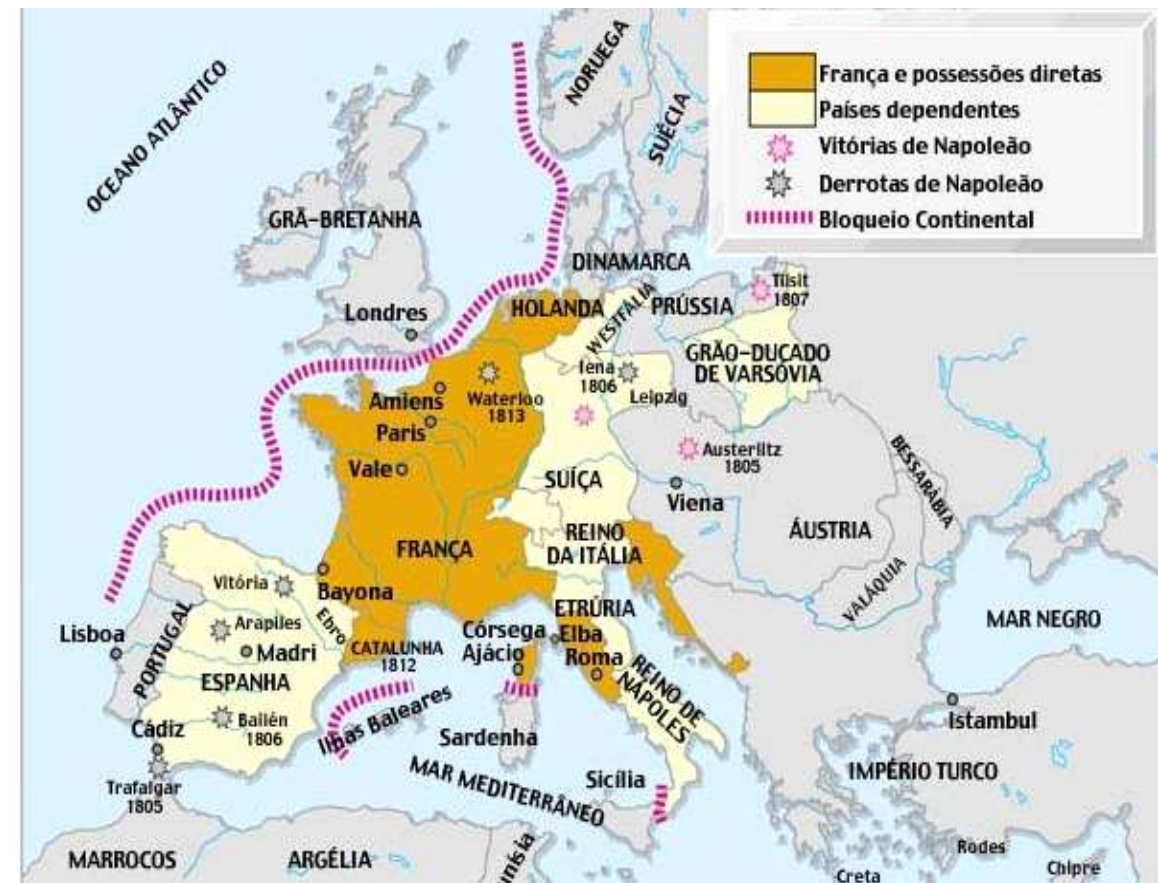 OCEANO ATLÂNTICO
NORUEGA
SUÉCIA
França e possessões diretas
Países dependentes
Vitórias de Napoleão
Derrotas de Napoleão
Bloqueio Continental
GRÃ-BRETANHA
DINAMARCA
Londres
HOLANDA
WESTFÁLIA
PRÚSSIA
Tilsit
1807
GRÃO-DUCADO
DE VARSÓVIA
Iena
1806
Leipzig
Amiens
Waterloo
1813
Paris
Vale
Austerlitz
1805
BESSARÁBIA
SUÍÇA
Viena
ÁUSTRIA
FRANÇA
REINO
DA ITÁLIA
VALÁQUIA
Vitória
Bayona
Ebro
ETRÚRIA
MAR NEGRO
Lisboa
PORTUGAL
Arapiles
Madri
CATALUNHA
1812
Córsega
Ajácio
Elba
Roma
ESPANHA
REINO DE
NÁPOLES
Cádiz
Bailén
1806
Ilhas Baleares
Sardenha
Istambul
Trafalgar
1805
MAR MEDITERRÂNEO
Sicília
IMPÉRIO TURCO
MARROCOS
ARGÉLIA
unísia
Rodes
Creta
Chipre